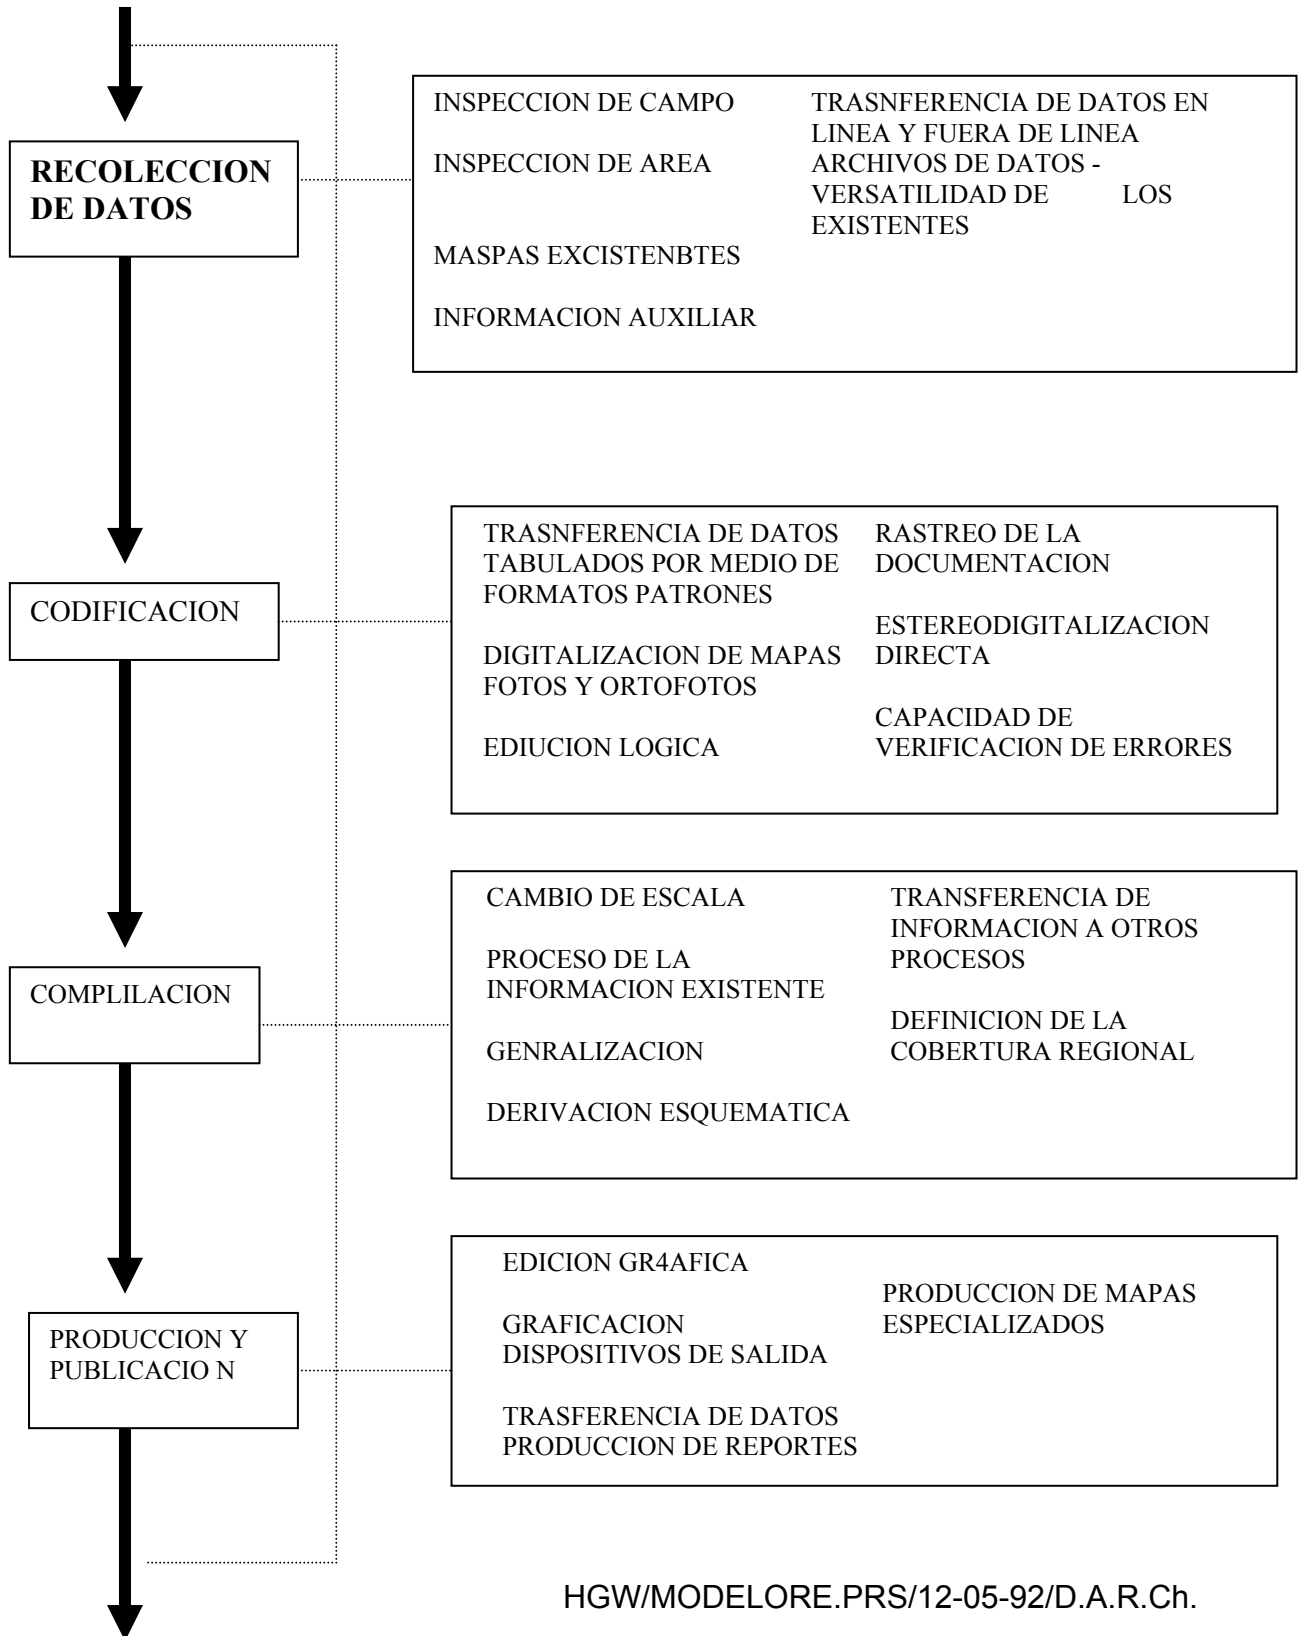 RECOLECCION
DE DATOS
INSPECCION DE CAMPO
INSPECCION DE AREA
MASPAS EXCISTENBTES
INFORMACION AUXILIAR
TRASNFERENCIA DE DATOS EN
LINEA Y FUERA DE LINEA
ARCHIVOS DE DATOS -
VERSATILIDAD DE LOS
EXISTENTES
CODIFICACION
TRASNFERENCIA DE DATOS
TABULADOS POR MEDIO DE
FORMATOS PATRONES
DIGITALIZACION DE MAPAS
FOTOS Y ORTOFOTOS
EDIUCION LOGICA
RASTREO DE LA
DOCUMENTACION
ESTEREODIGITALIZACION
DIRECTA
CAPACIDAD DE
VERIFICACION DE ERRORES
COMPLILACION
CAMBIO DE ESCALA
PROCESO DE LA
INFORMACION EXISTENTE
GENRALIZACION
DERIVACION ESQUEMATICA
TRANSFERENCIA DE
INFORMACION A OTROS
PROCESOS
DEFINICION DE LA
COBERTURA REGIONAL
PRODUCCION Y
PUBLICACIO N
EDICION GR4AFICA
GRAFICACION
DISPOSITIVOS DE SALIDA
TRASFERENCIA DE DATOS
PRODUCCION DE REPORTES
PRODUCCION DE MAPAS
ESPECIALIZADOS
HGW/MODELORE.PRS/12-05-92/D.A.R.Ch.